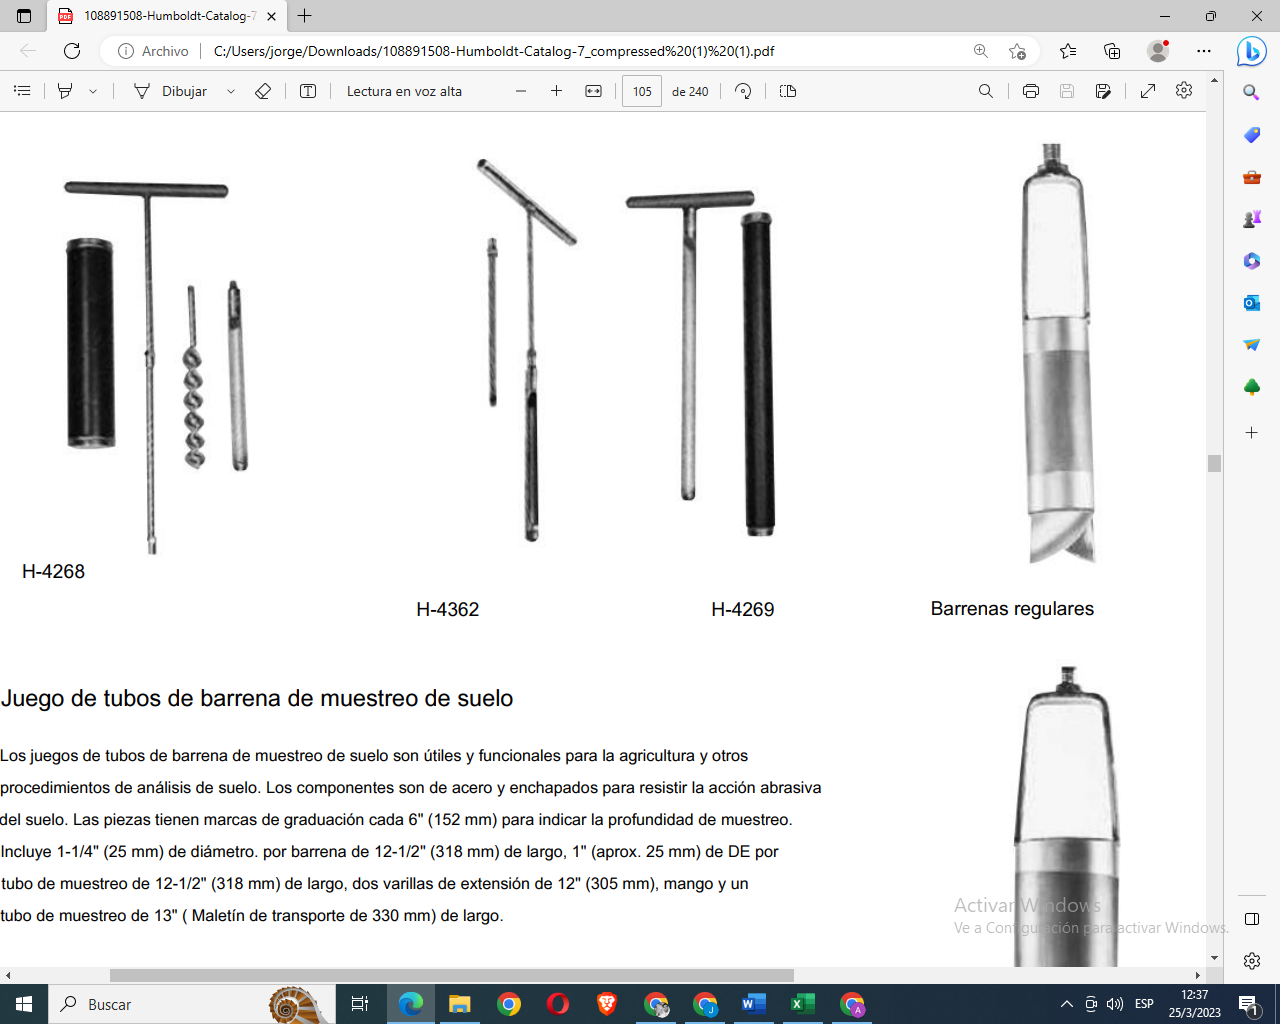 108891508-Humboldt-Catalog-7
Archivo
C:/Users/jorge/Downloads/108891508-Humboldt-Catalog-7_compressed%20(1)%20(1).pdf
Dibujar
Lectura en voz alta
105
de 240
H-4268
H-4362
H-4269
Barrenas regulares
Juego de tubos de barrena de muestreo de suelo
Los juegos de tubos de barrena de muestreo de suelo son útiles y funcionales para la agricultura y otros
procedimientos de análisis de suelo. Los componentes son de acero y enchapados para resistir la acción abrasiva
del suelo. Las piezas tienen marcas de graduación cada 6" (152 mm) para indicar la profundidad de muestreo.
Incluye 1-1/4" (25 mm) de diámetro. por barrena de 12-1/2" (318 mm) de largo, 1" (aprox. 25 mm) de DE por
tubo de muestreo de 12-1/2" (318 mm) de largo, dos varillas de extensión de 12" (305 mm), mango y un
tubo de muestreo de 13" ( Maletín de transporte de 330 mm) de largo.
Activar Windows
Ve a Configuración para activar Windows.
Buscar
ESP
12:37
25/3/2023
1